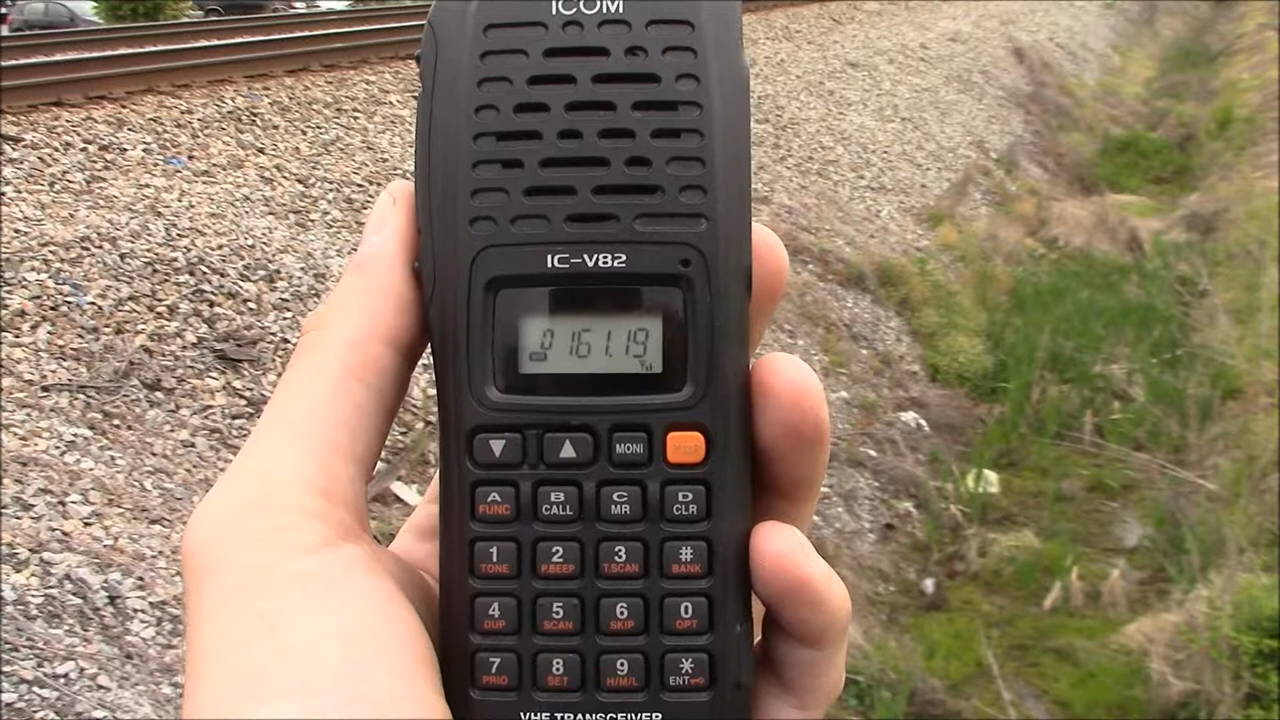 ICOM
IC-V82
0 161.19
MONI
A B C D
FUNC CALL MR CLR
1 2 3 #
TONE P.BEEP T.SCAN BANK
4 5 6 0
DUP SCAN SKIP OPT
7 8 9 *
PRIO SET H/M/L ENT
VHF TRANSCEIVER